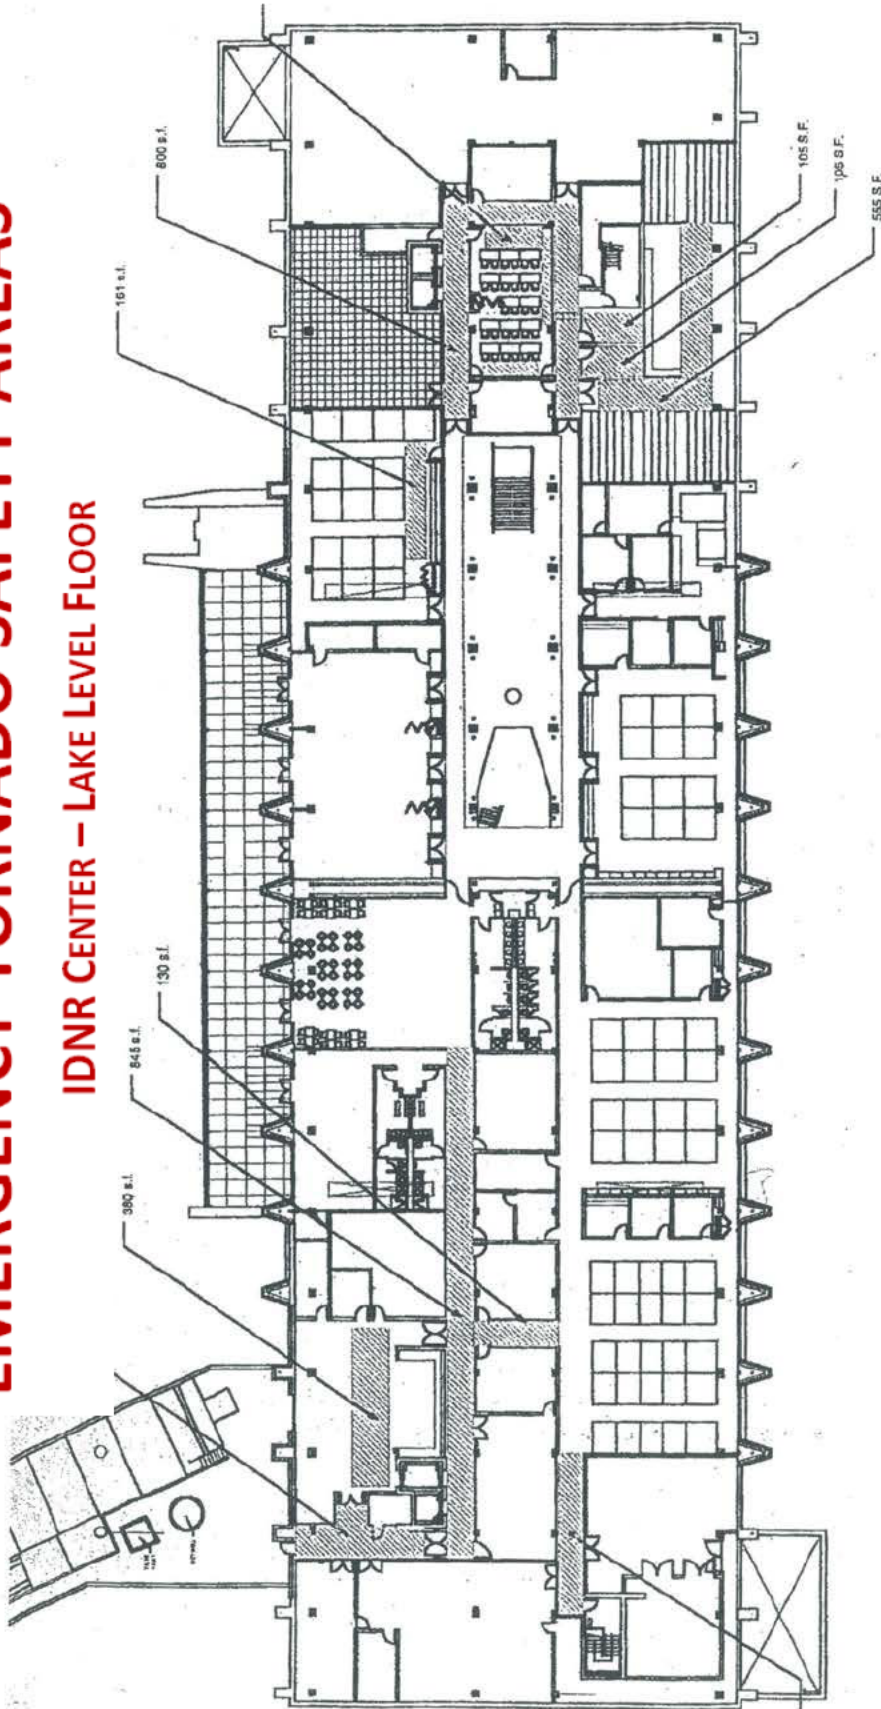 EMERGENCY TORNADO SAFETY AREAS
IDNR CENTER – LAKE LEVEL FLOOR
380 s.f.
845 s.f.
130 s.f.
161 s.f.
800 s.f.
105 S.F.
105 S.F.
555 S.F.